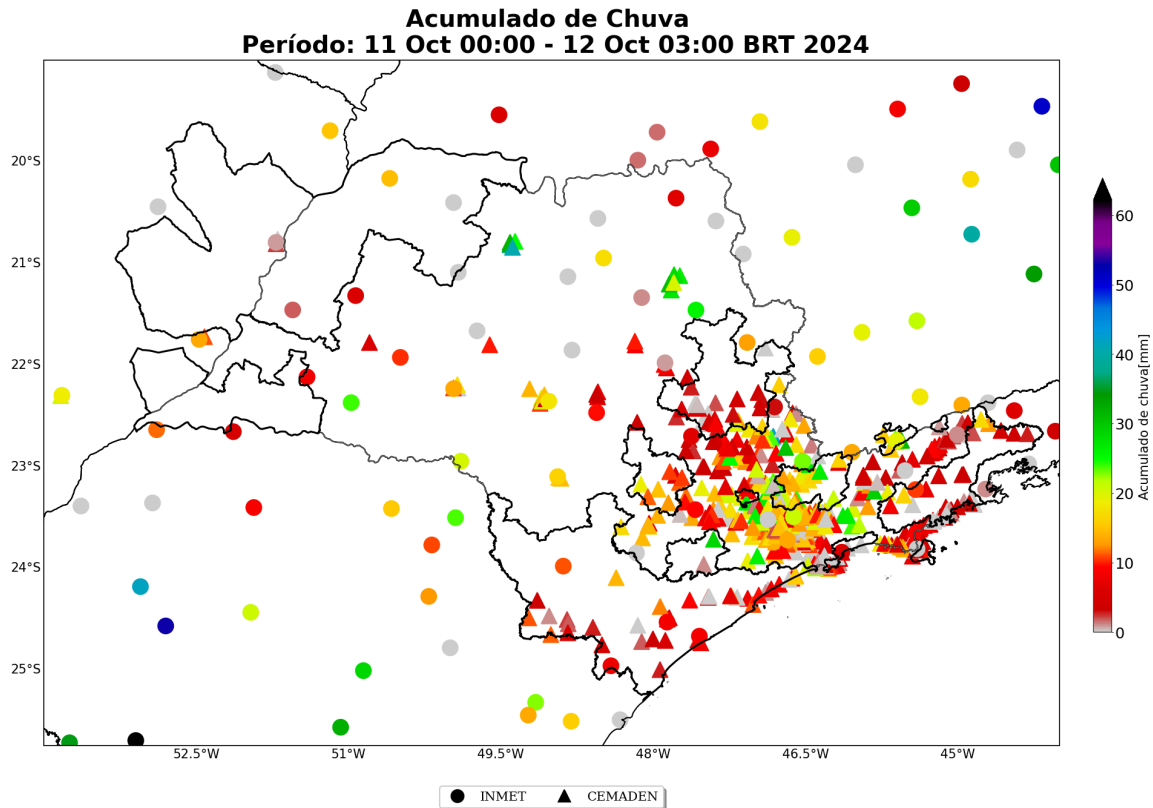 Acumulado de Chuva
Período: 11 Oct 00:00 - 12 Oct 03:00 BRT 2024
20°S
21°S
22°S
23°S
24°S
25°S
52.5°W
51°W
49.5°W
48°W
46.5°W
45°W
60
50
40
30
20
10
0
Acumulado de chuva[mm]
INMET
CEMADEN